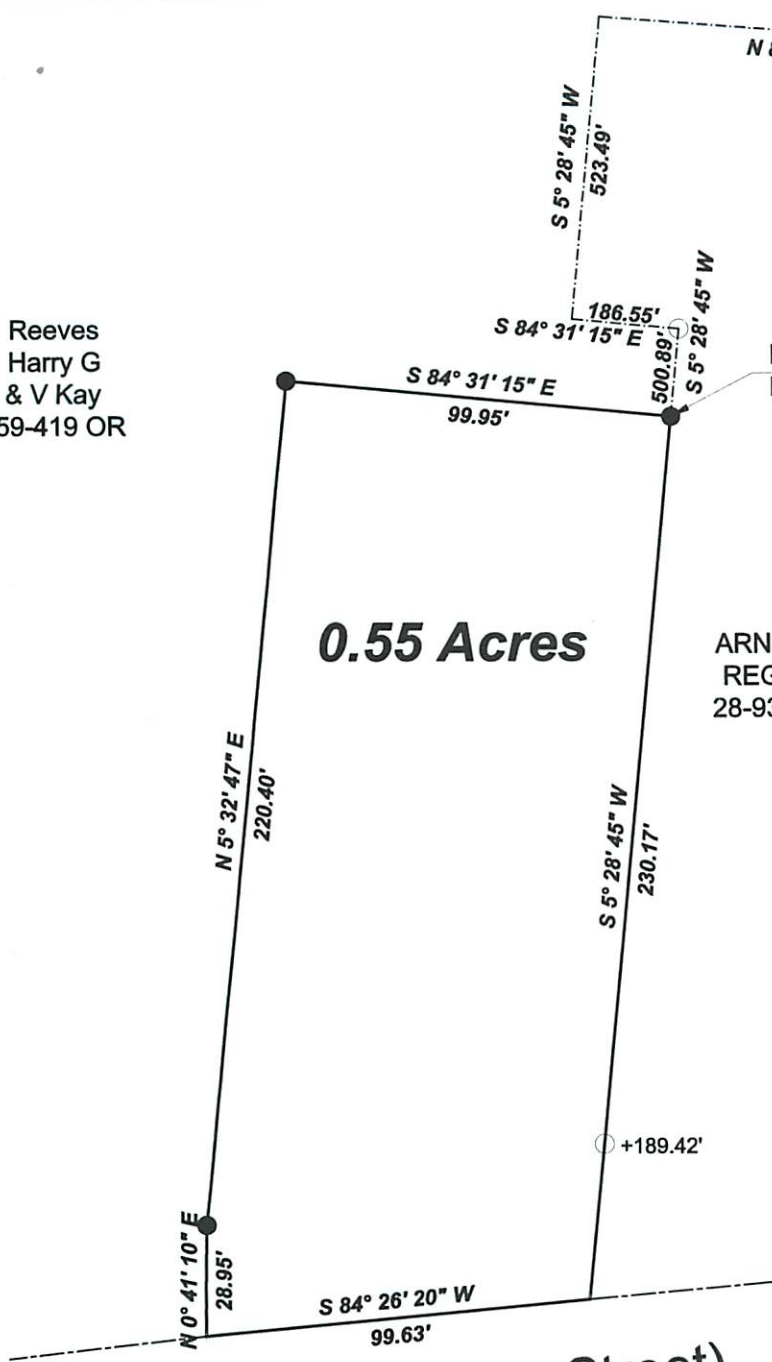 N 8
S 5° 28' 45" W
523.49'
186.55'
S 84° 31' 15" E
500.89'
S 5° 28' 45" W
Reeves
Harry G
& V Kay
59-419 OR
S 84° 31' 15" E
99.95'
0.55 Acres
ARN
REG
28-93
N 5° 32' 47" E
220.40'
S 5° 28' 45" W
230.17'
+189.42'
N 0° 41' 10" E
28.95'
S 84° 26' 20" W
99.63'
Street)